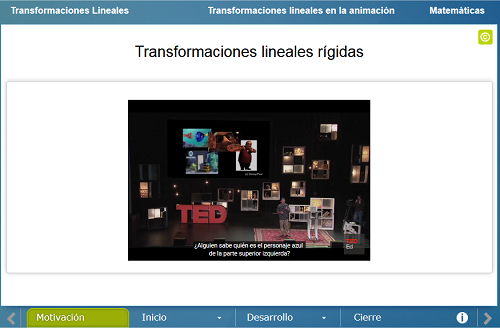 Transformaciones Lineales
Transformaciones lineales en la animación
Matemáticas
Transformaciones lineales rígidas
TED
¿Alguien sabe quién es el personaje azul
de la parte superior izquierda?
Ed
Motivación
Inicio
Desarrollo
Cierre